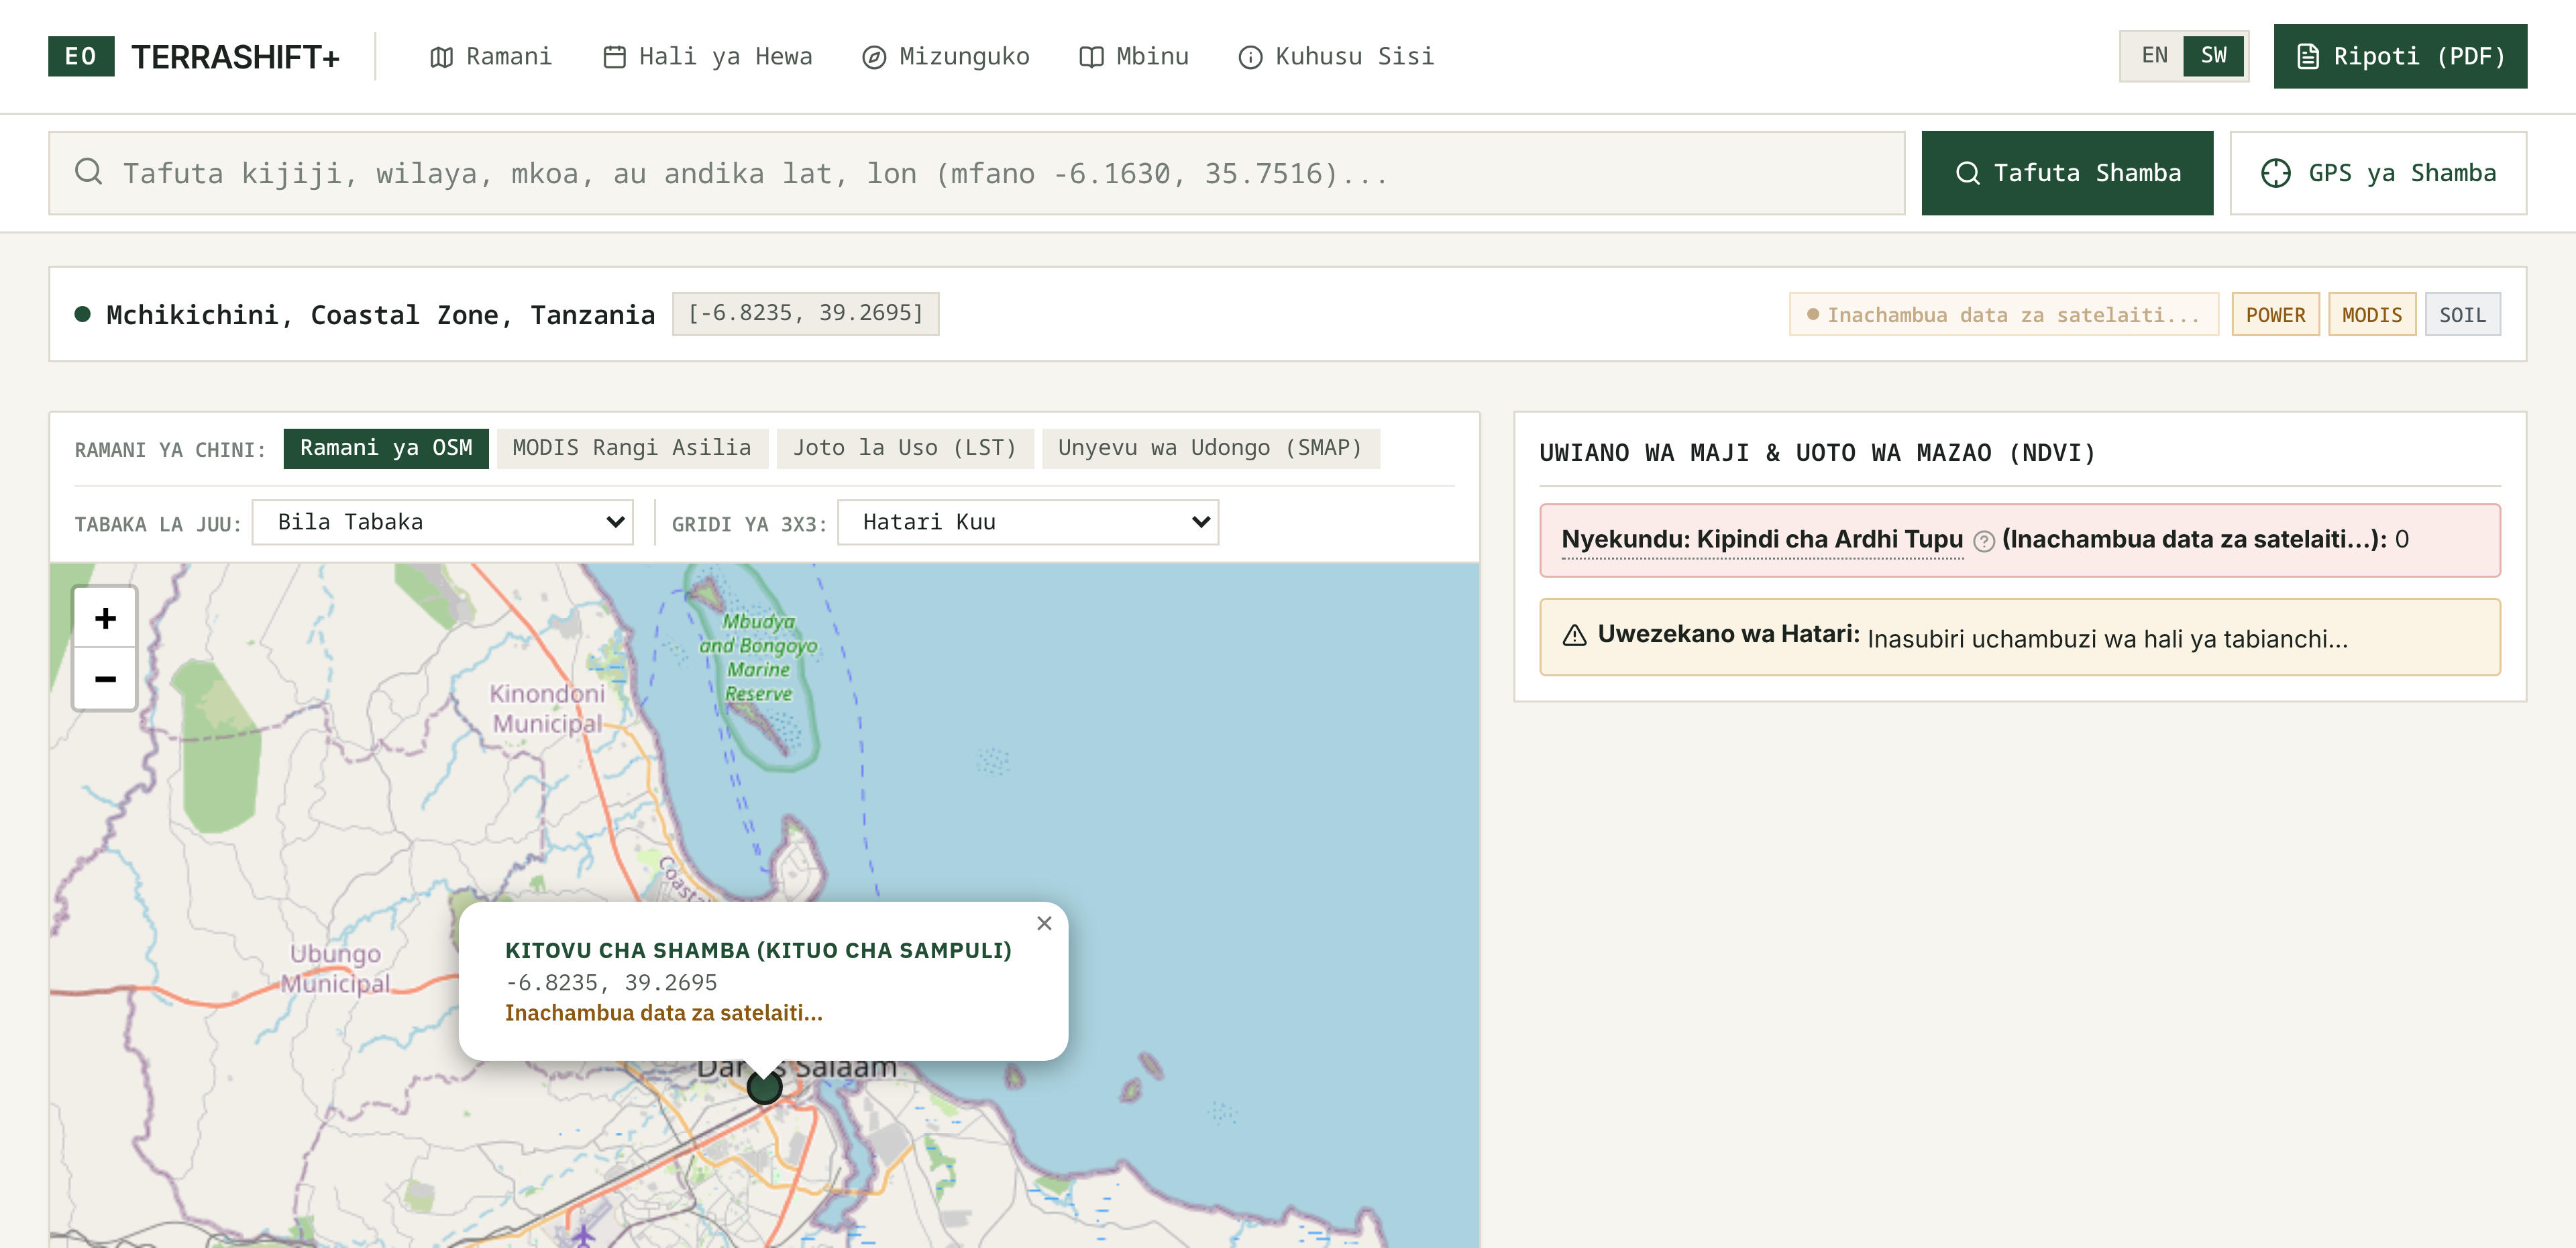 EO TERRASHIFT+ Ramani Hali ya Hewa Mizunguko Mbinu Kuhusu Sisi EN SW Ripoti (PDF)
Tafuta kijiji, wilaya, mkoa, au andika lat, lon (mfano -6.1630, 35.7516)... Tafuta Shamba GPS ya Shamba
Mchikichini, Coastal Zone, Tanzania [-6.8235, 39.2695] Inachambua data za satelaiti... POWER MODIS SOIL
RAMANI YA CHINI: Ramani ya OSM MODIS Rangi Asilia Joto la Uso (LST) Unyevu wa Udongo (SMAP)
TABAKA LA JUU: Bila Tabaka GRIDI YA 3X3: Hatari Kuu
+
−
Mbudya
and Bongoyo
Marine
Reserve
Kinondoni
Municipal
Coastal
Ubungo
Municipal
KITOVU CHA SHAMBA (KITUO CHA SAMPULI)
-6.8235, 39.2695
Inachambua data za satelaiti...
Dar Salaam
UWIANO WA MAJI & UOTO WA MAZAO (NDVI)
Nyekundu: Kipindi cha Ardhi Tupu (Inachambua data za satelaiti...): 0
Uwezekano wa Hatari: Inasubiri uchambuzi wa hali ya tabianchi...